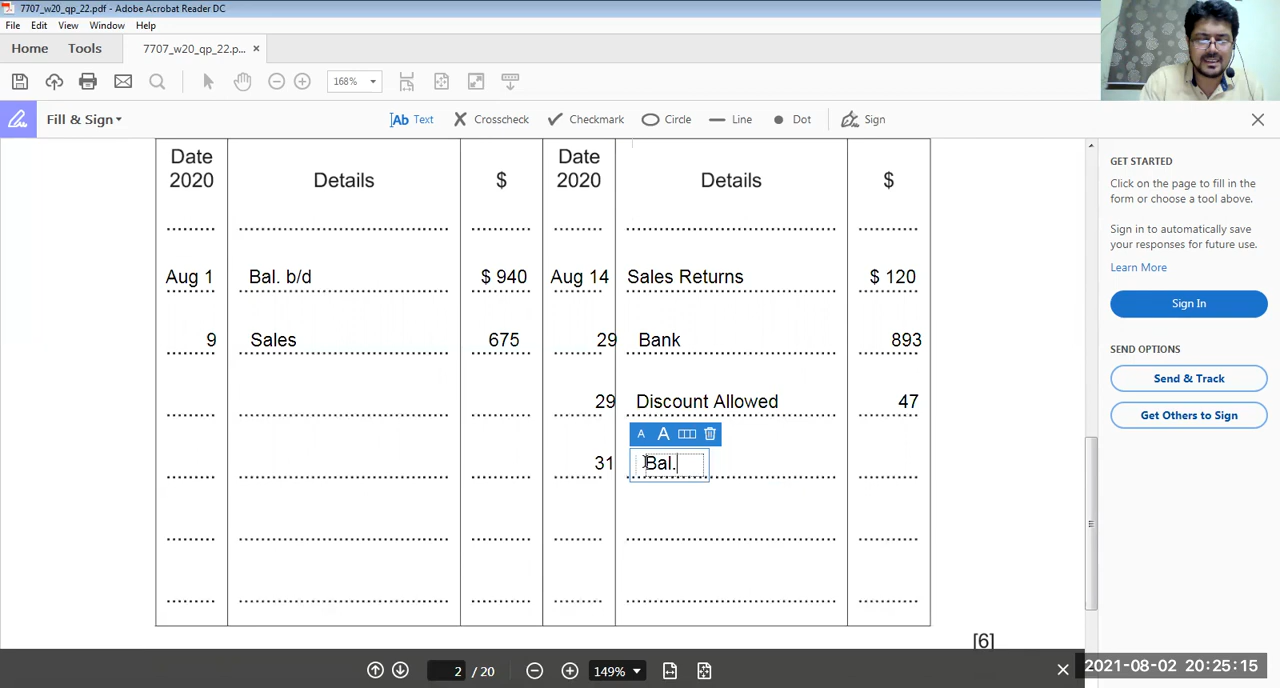 7707_w20_qp_22.pdf - Adobe Acrobat Reader DC
File Edit View Window Help
Home Tools 7707_w20_qp_22.p... ×
168%
Fill & Sign
Ab Text Crosscheck Checkmark Circle Line Dot Sign
Date 2020 Details $ Date 2020 Details $
Aug 1 Bal. b/d $ 940 Aug 14 Sales Returns $ 120
9 Sales 675 29 Bank 893
29 Discount Allowed 47
A A
31 Bal.
[6]
GET STARTED
Click on the page to fill in the
form or choose a tool above.
Sign in to automatically save
your responses for future use.
Learn More
Sign In
SEND OPTIONS
Send & Track
Get Others to Sign
2 / 20 149%
2021-08-02 20:25:15